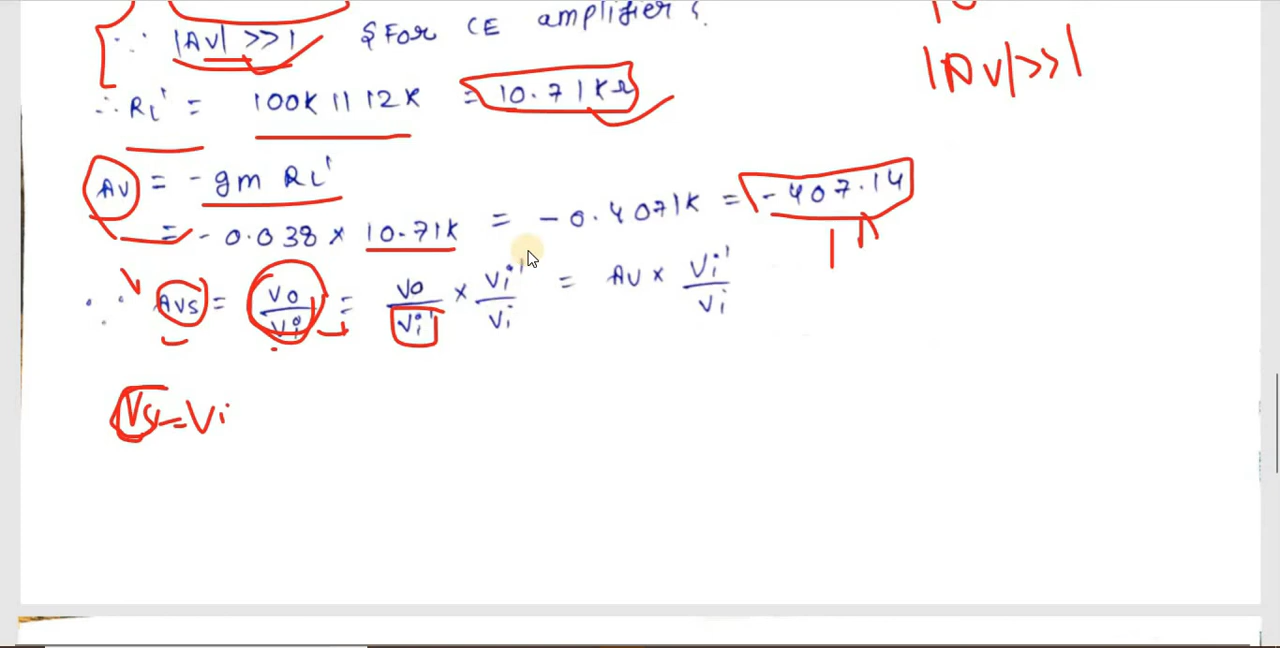 ∵ |AV| >> 1 { For CE amplifier }.
|AV| >> 1
∴ RL' = 100K || 12K = 10.71KΩ
AV = - gm RL'
= - 0.038 × 10.71K = - 0.4071K = - 407.14
∵ AVS = Vo/Vi = Vo/Vi' × Vi'/Vi = AV × Vi'/Vi
Vs = Vi